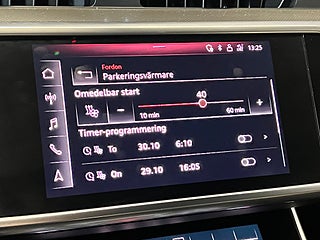 13:25
Fordon
Parkeringsvärmare
Omedelbar start
40
− +
10 min 60 min
Timer-programmering
To 30.10 6:10
On 29.10 16:05